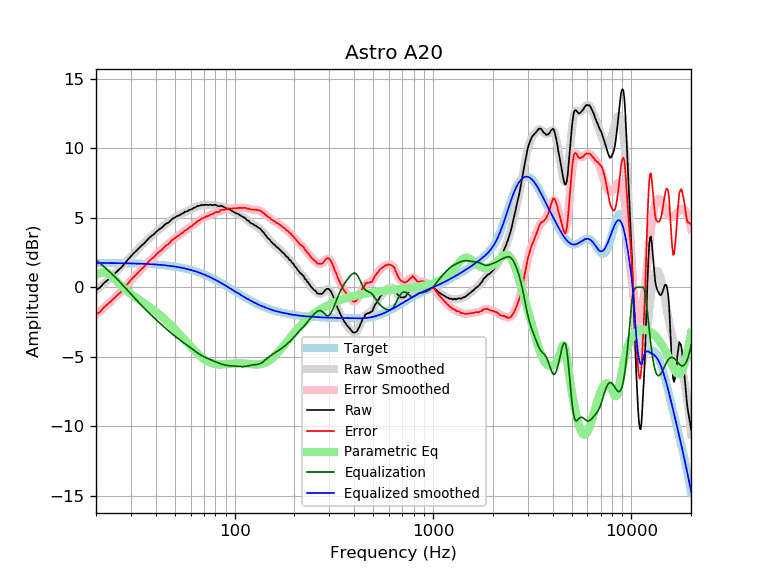 Astro A20
15
10
5
0
−5
−10
−15
Amplitude (dBr)
100
1000
10000
Frequency (Hz)
Target
Raw Smoothed
Error Smoothed
Raw
Error
Parametric Eq
Equalization
Equalized smoothed